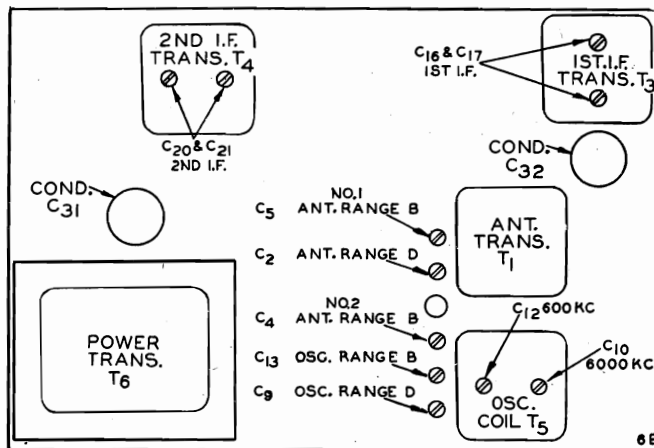 2ND I.F.
TRANS. T4
C20 & C21
2ND I.F.
C16 & C17
1ST I.F.
1ST. I.F.
TRANS. T3
COND.
C32
COND.
C31
NO.1
C5 ANT. RANGE B
C2 ANT. RANGE D
NO.2
C4 ANT. RANGE B
C13 OSC. RANGE B
C9 OSC. RANGE D
ANT.
TRANS.
T1
C12 600 KC
C10
6000 KC
OSC.
COIL T5
POWER
TRANS.
T6